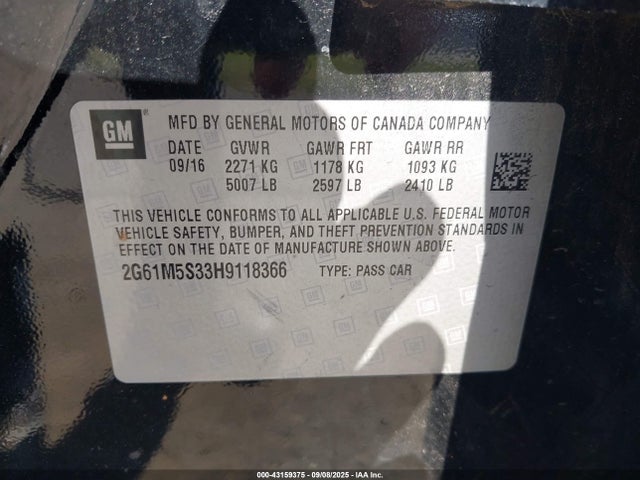 GM ®
MFD BY GENERAL MOTORS OF CANADA COMPANY
DATE GVWR GAWR FRT GAWR RR
09/16 2271 KG 1178 KG 1093 KG
5007 LB 2597 LB 2410 LB
THIS VEHICLE CONFORMS TO ALL APPLICABLE U.S. FEDERAL MOTOR
VEHICLE SAFETY, BUMPER, AND THEFT PREVENTION STANDARDS IN
EFFECT ON THE DATE OF MANUFACTURE SHOWN ABOVE.
2G61M5S33H9118366 TYPE: PASS CAR
000-43159375 - 09/08/2025 - IAA Inc.